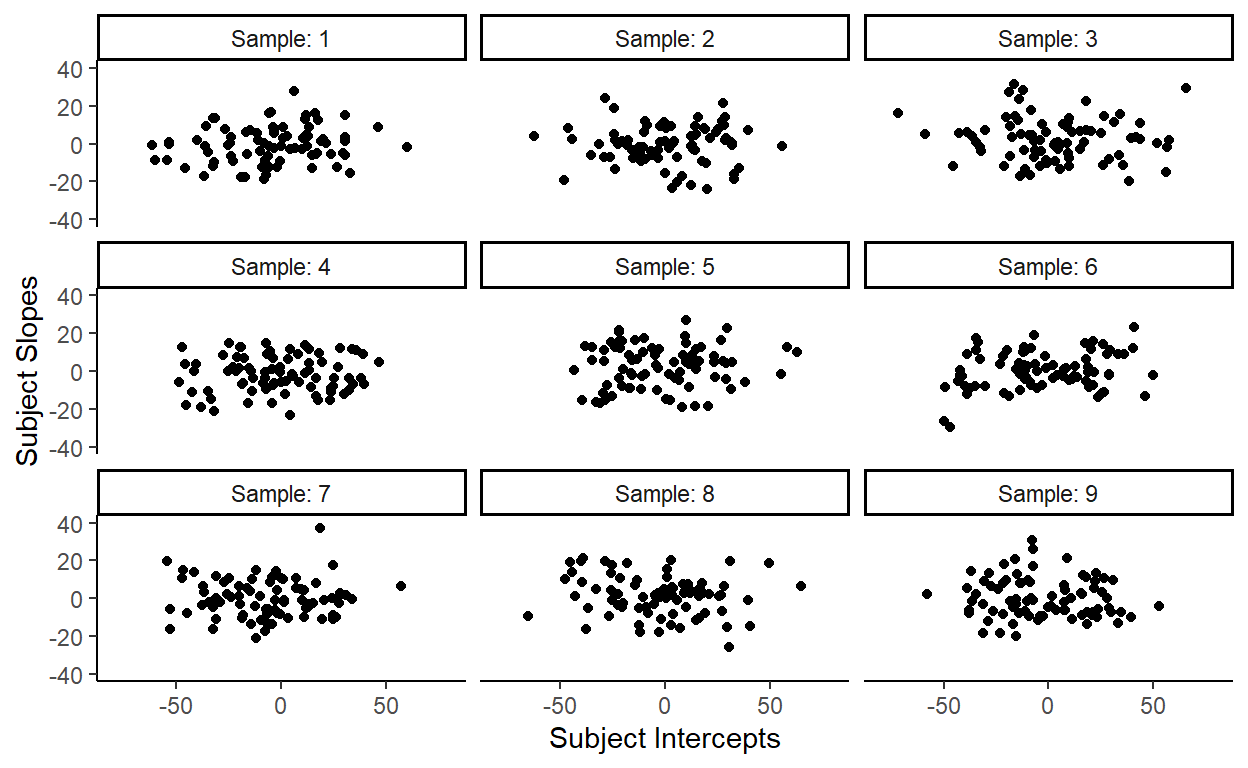 Sample: 1
Sample: 2
Sample: 3
40
20
0
-20
-40
Sample: 4
Sample: 5
Sample: 6
40
20
0
-20
-40
Sample: 7
Sample: 8
Sample: 9
40
20
0
-20
-40
-50 0 50 -50 0 50 -50 0 50
Subject Intercepts
Subject Slopes